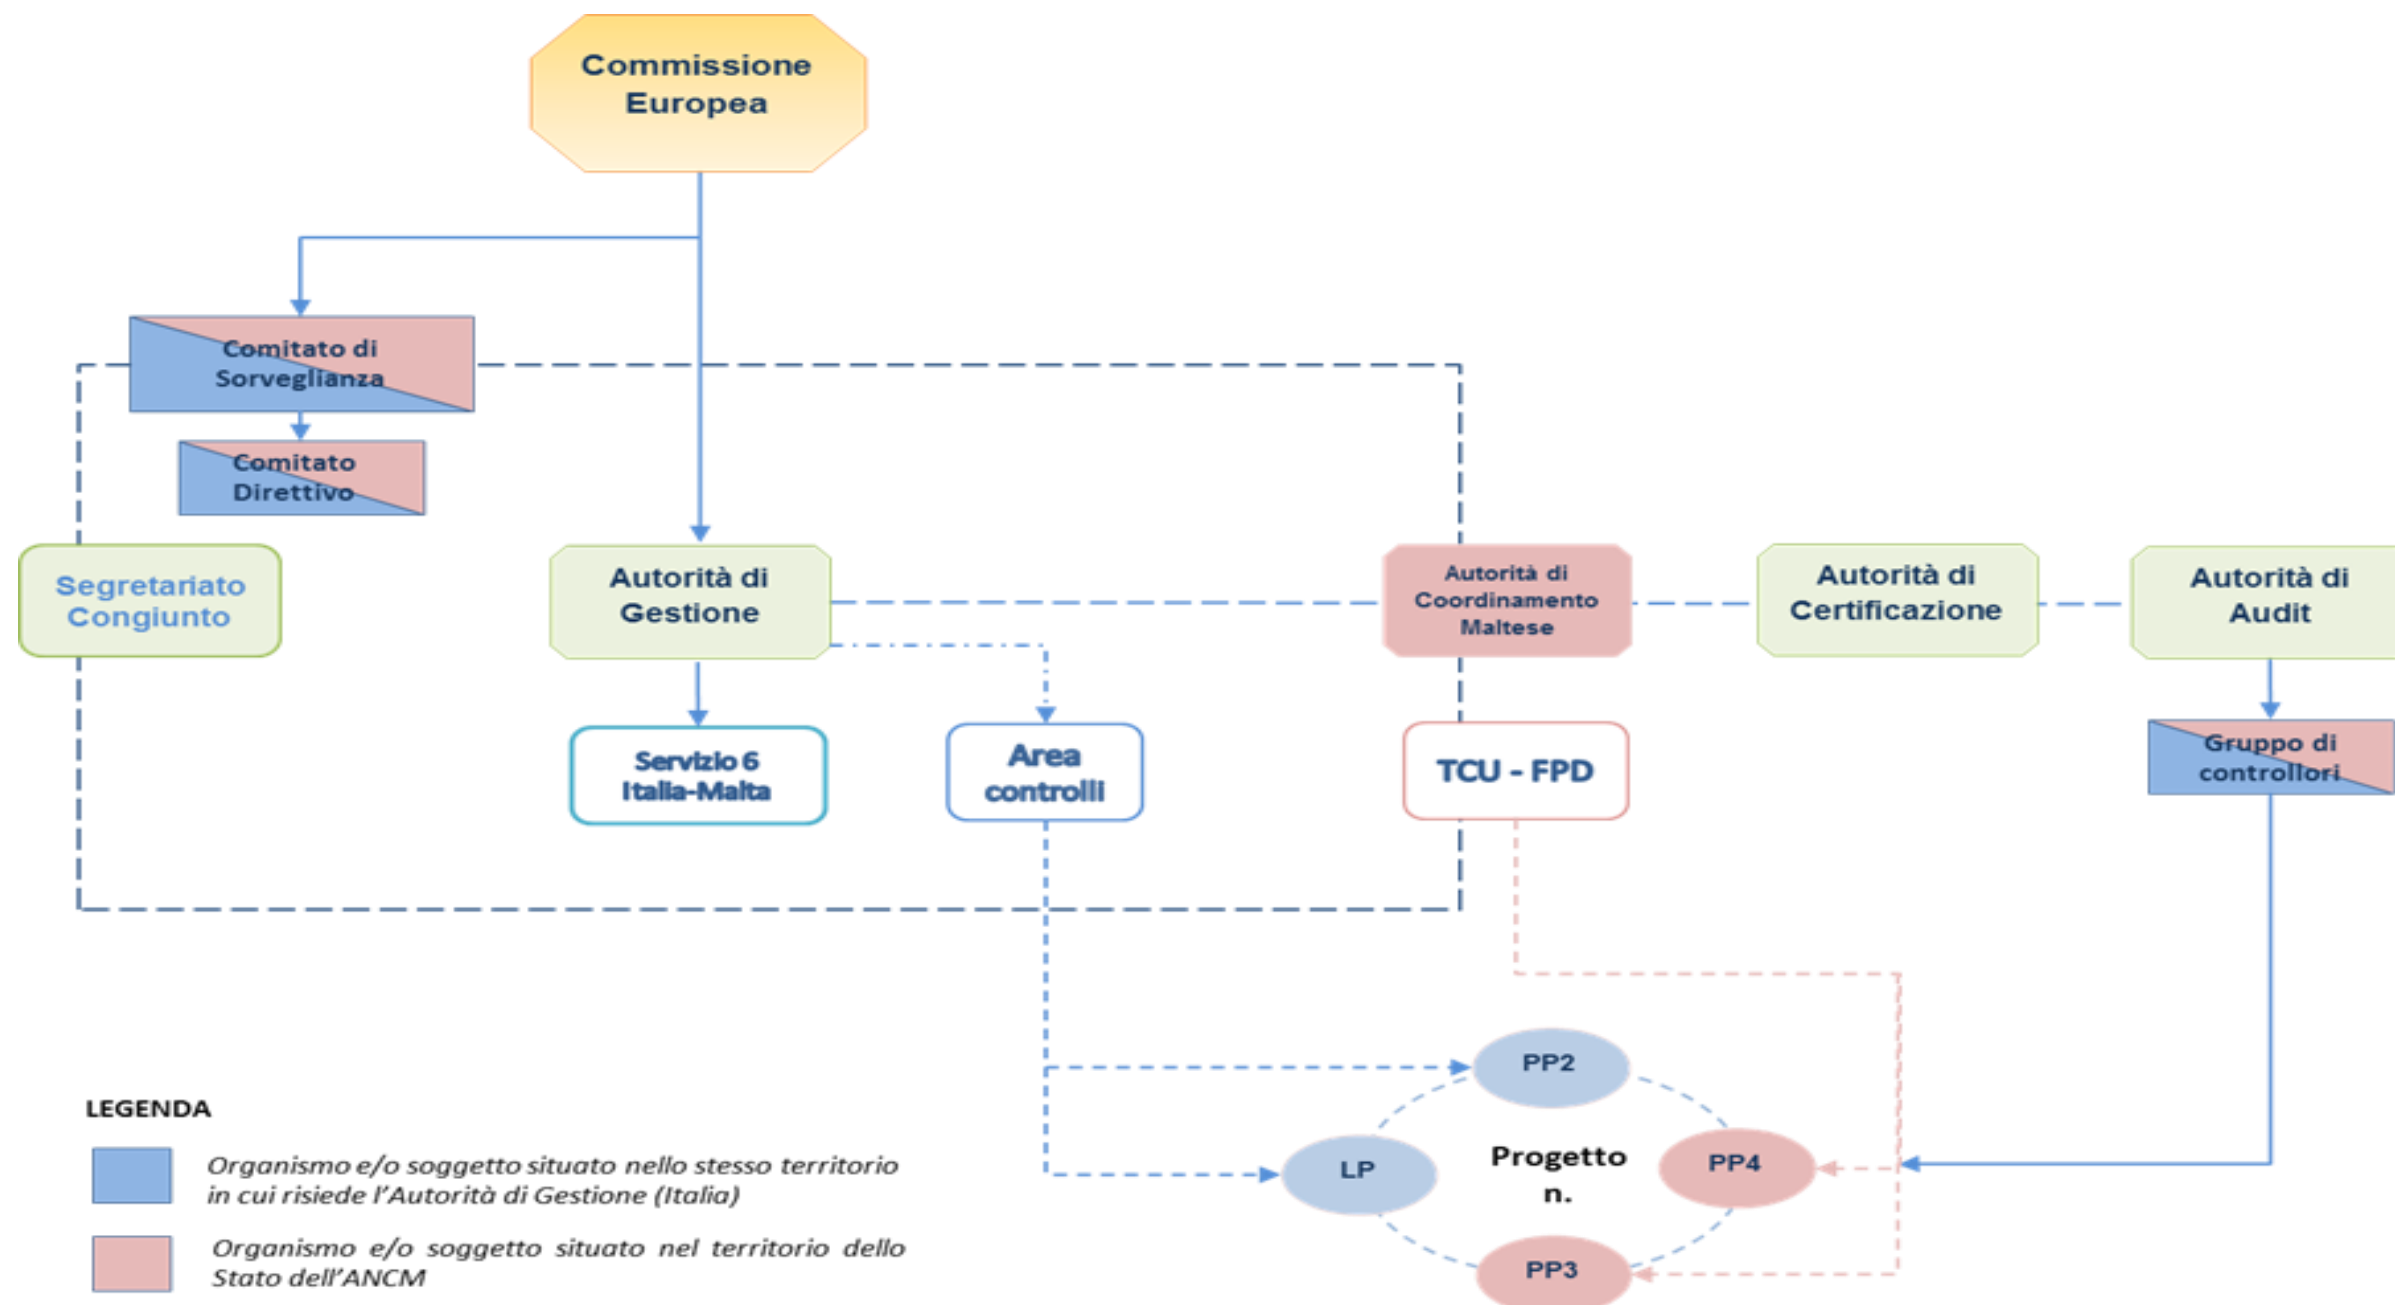 Commissione
Europea
Comitato di
Sorveglianza
Comitato
Direttivo
Segretariato
Congiunto
Autorità di
Gestione
Autorità di
Coordinamento
Maltese
Autorità di
Certificazione
Autorità di
Audit
Servizio 6
Italia-Malta
Area
controlli
TCU - FPD
Gruppo di
controllori
PP2
LP
Progetto
n.
PP4
PP3
LEGENDA
Organismo e/o soggetto situato nello stesso territorio
in cui risiede l'Autorità di Gestione (Italia)
Organismo e/o soggetto situato nel territorio dello
Stato dell'ANCM